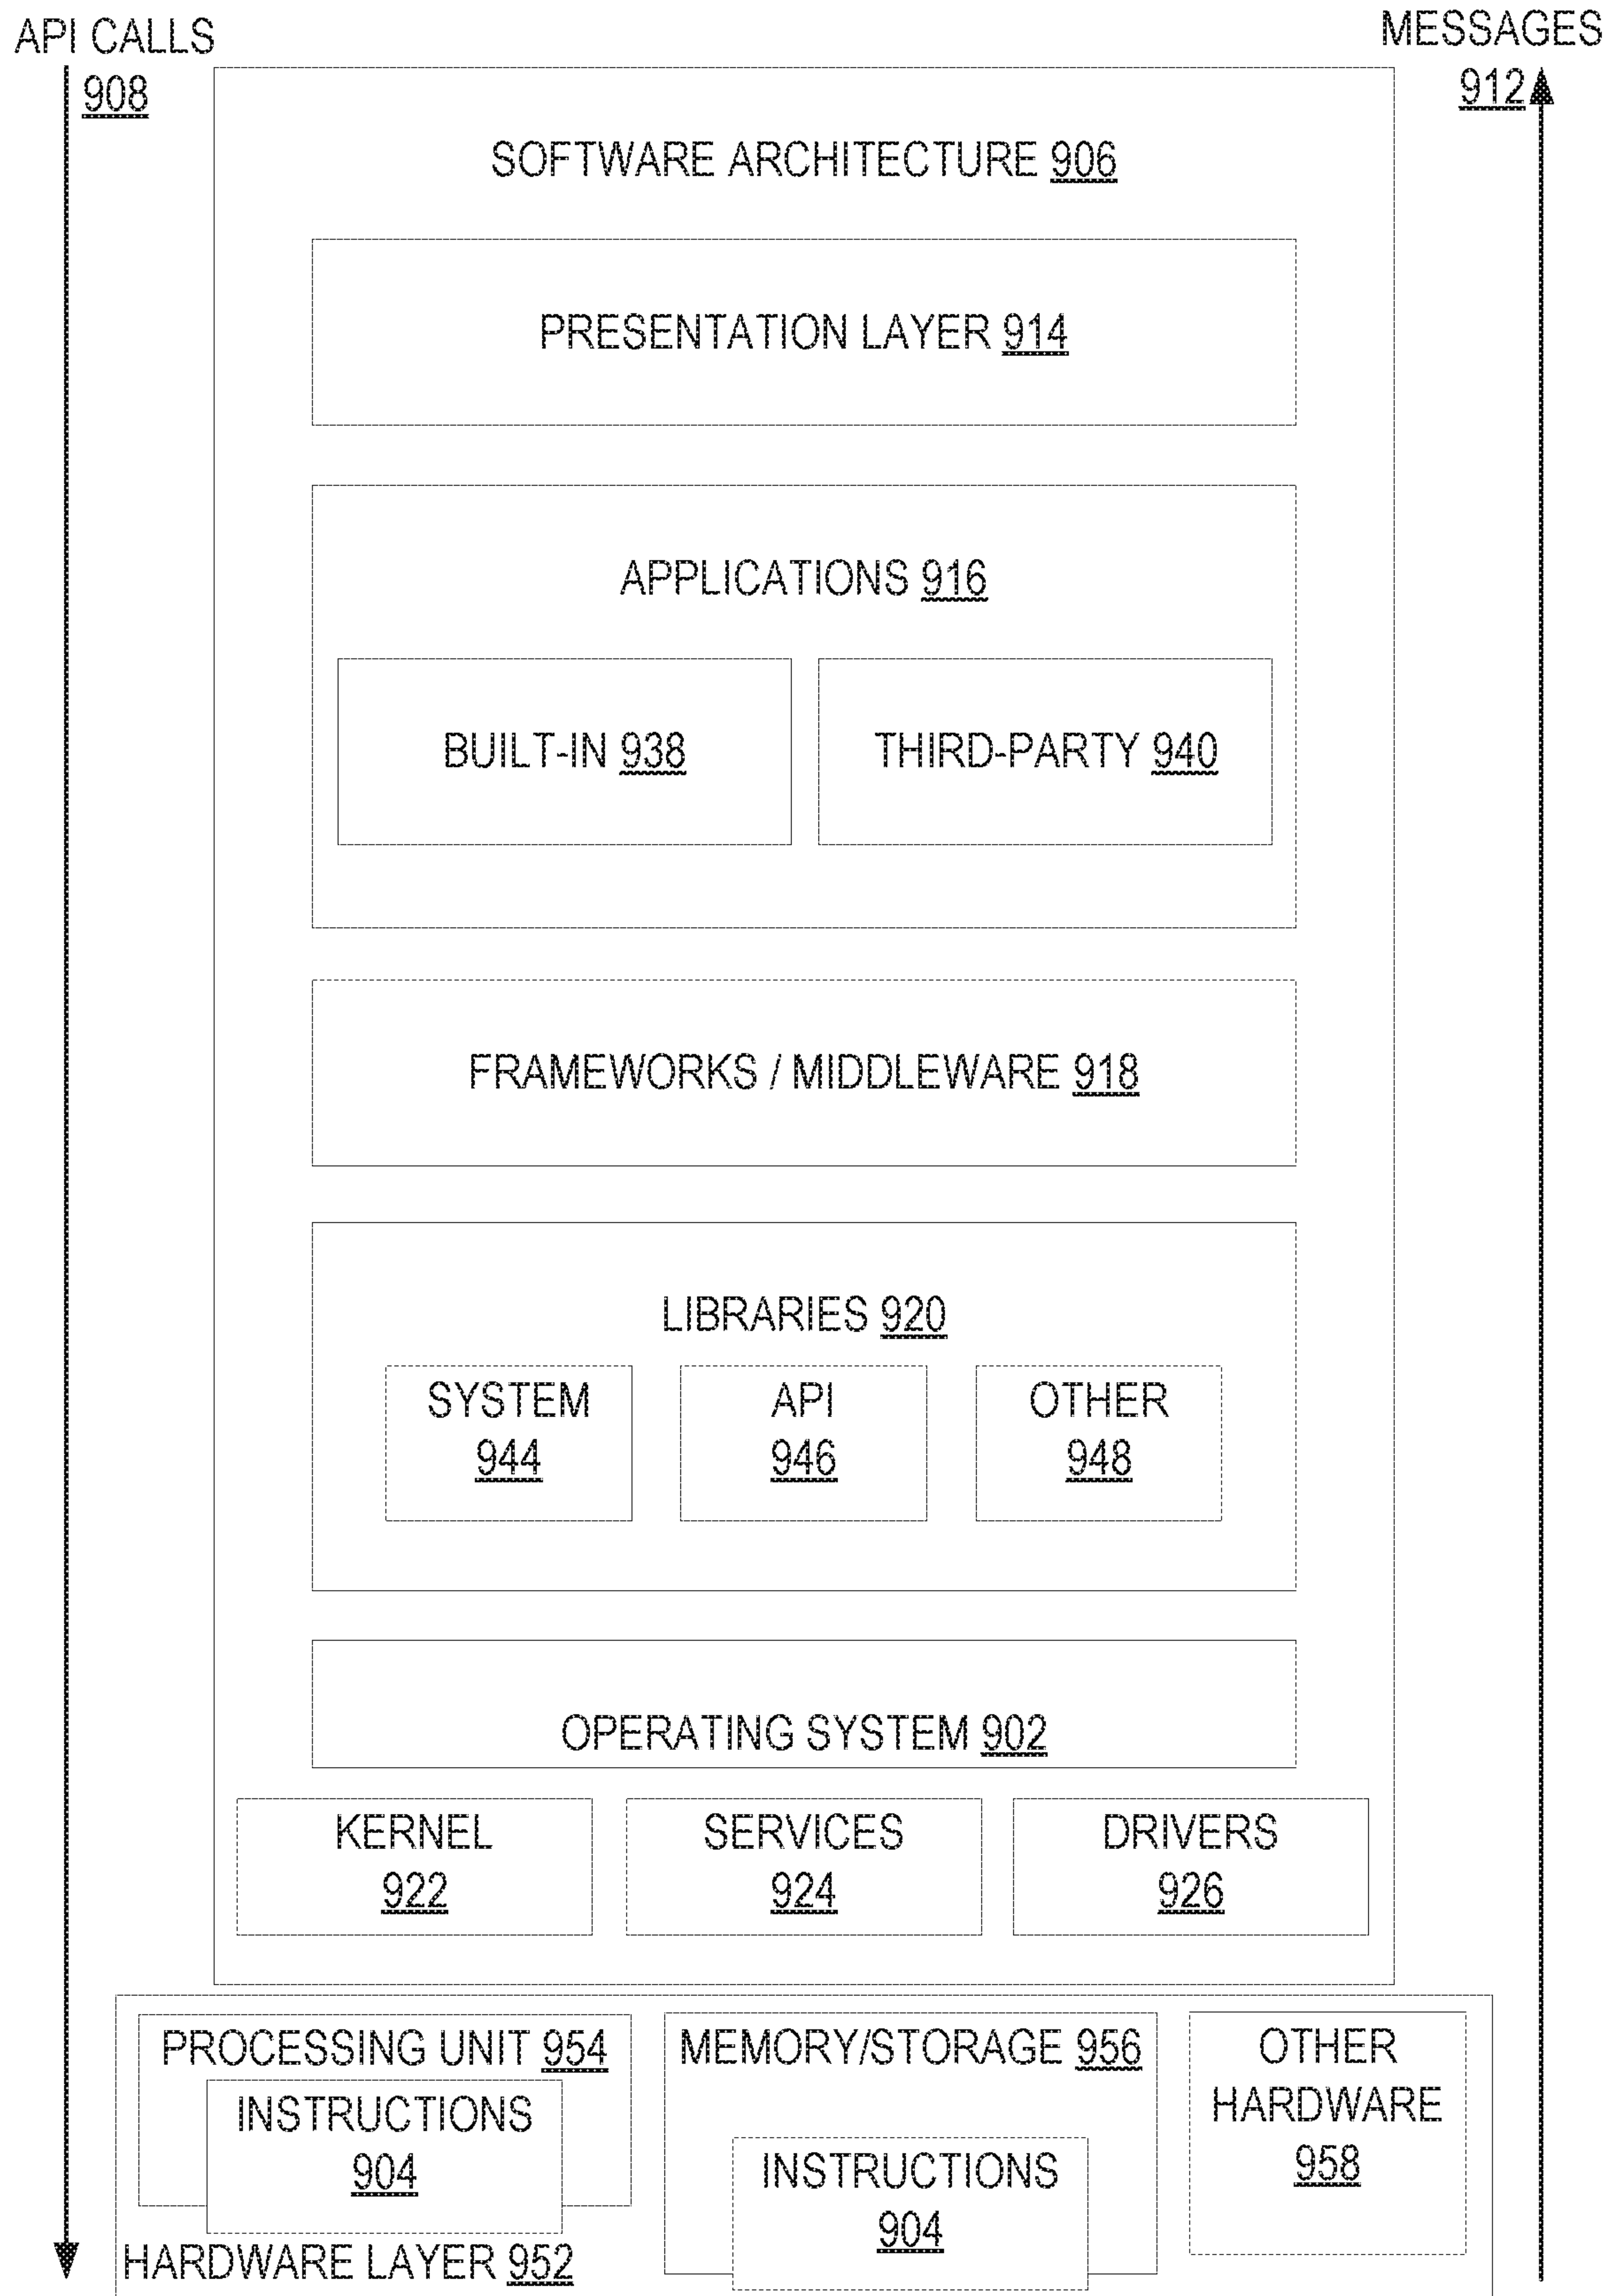 API CALLS
908
MESSAGES
912
SOFTWARE ARCHITECTURE 906
PRESENTATION LAYER 914
APPLICATIONS 916
BUILT-IN 938
THIRD-PARTY 940
FRAMEWORKS / MIDDLEWARE 918
LIBRARIES 920
SYSTEM
944
API
946
OTHER
948
OPERATING SYSTEM 902
KERNEL
922
SERVICES
924
DRIVERS
926
PROCESSING UNIT 954
INSTRUCTIONS
904
MEMORY/STORAGE 956
INSTRUCTIONS
904
OTHER
HARDWARE
958
HARDWARE LAYER 952